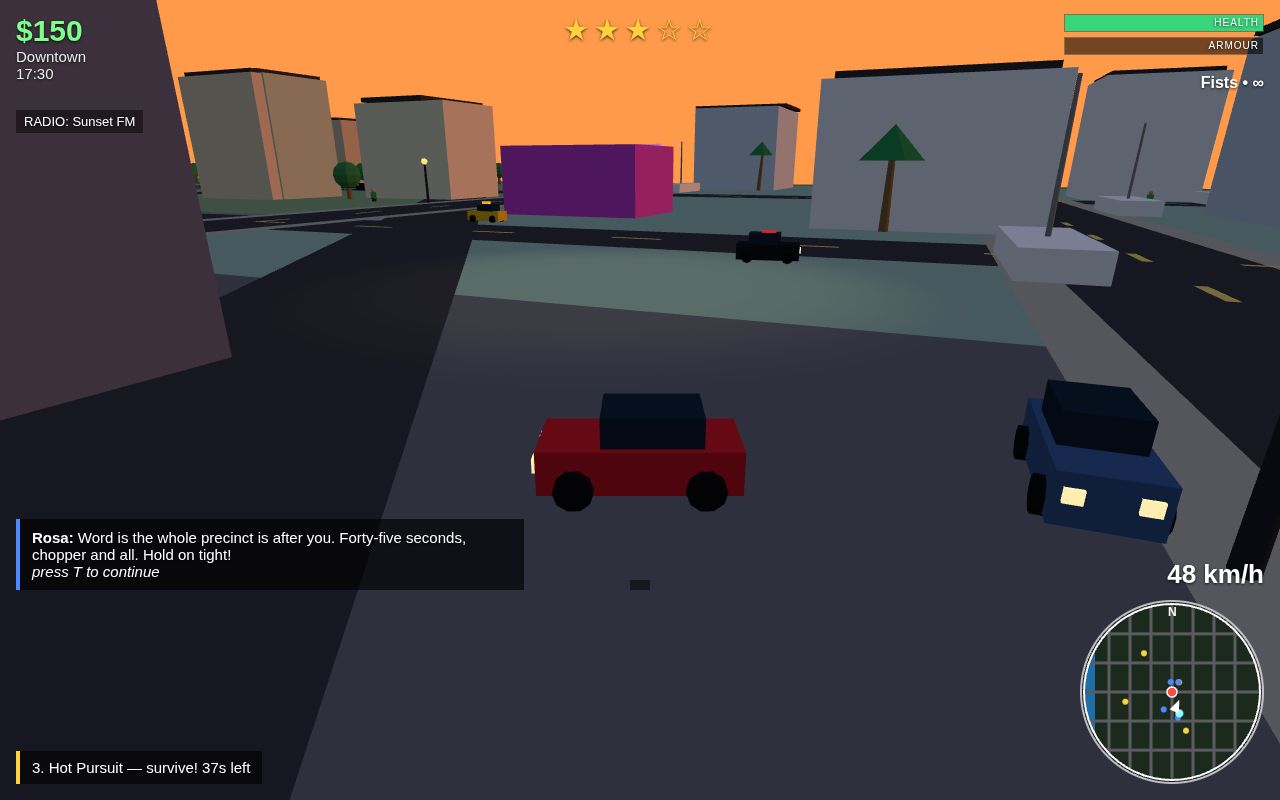 $150
Downtown
17:30
RADIO: Sunset FM
★★★☆☆
HEALTH
ARMOUR
Fists • ∞
Rosa: Word is the whole precinct is after you. Forty-five seconds,
chopper and all. Hold on tight!
press T to continue
48 km/h
N
3. Hot Pursuit — survive! 37s left